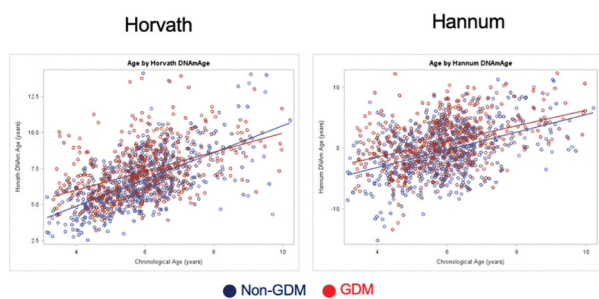 Horvath
Hannum
Age by Horvath DNAmAge
Horvath DNAm Age (years)
12.5
10.0
7.5
5.0
2.5
4
6
8
10
Chronological Age (years)
Age by Hannum DNAmAge
Hannum DNAm Age (years)
10
0
-10
4
6
8
10
Chronological Age (years)
Non-GDM
GDM